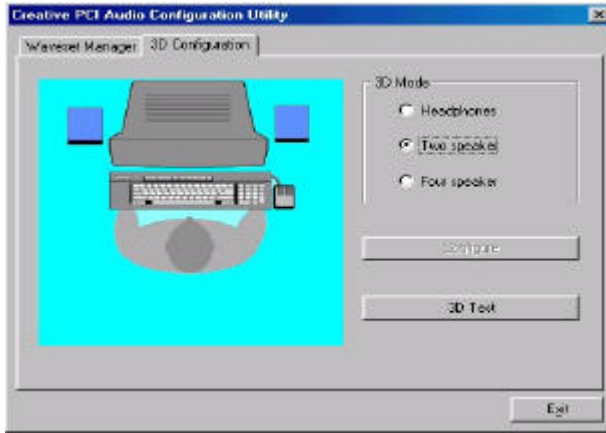 Creative PCI Audio Configuration Utility
Waveset Manager
3D Configuration
3D Mode
Headphones
Two speaker
Four speaker
Configure
3D Test
Exit